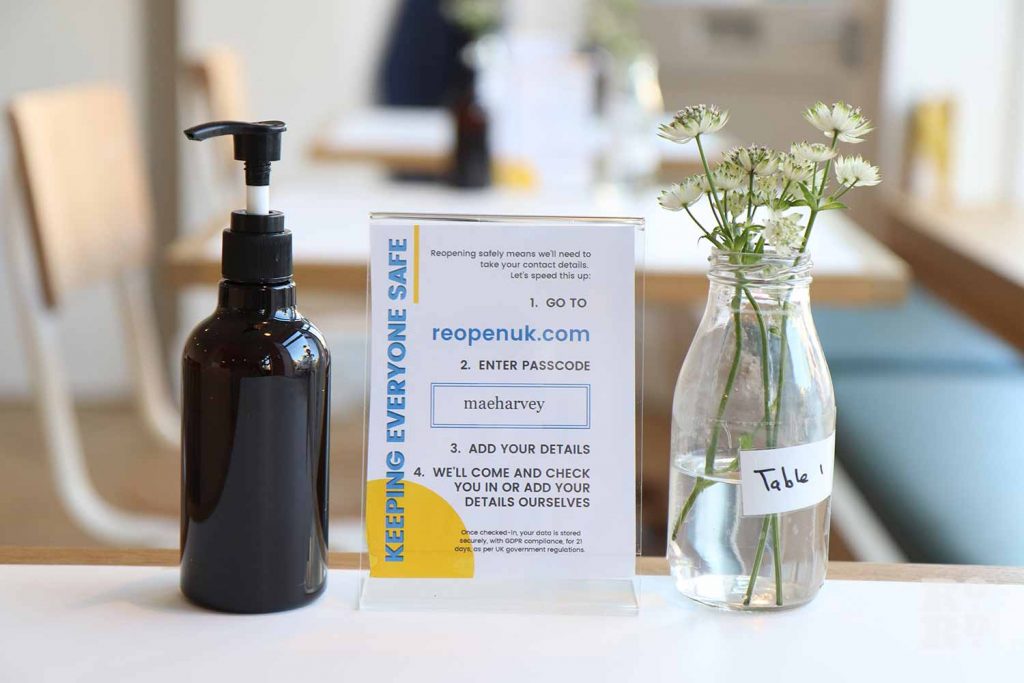 KEEPING EVERYONE SAFE
Reopening safely means we'll need to
take your contact details.
Let's speed this up:
1. GO TO
reopenuk.com
2. ENTER PASSCODE
maeharvey
3. ADD YOUR DETAILS
4. WE'LL COME AND CHECK
YOU IN OR ADD YOUR
DETAILS OURSELVES
Once checked-in, your data is stored
securely, with GDPR compliance, for 21
days, as per UK government regulations.
Table 1